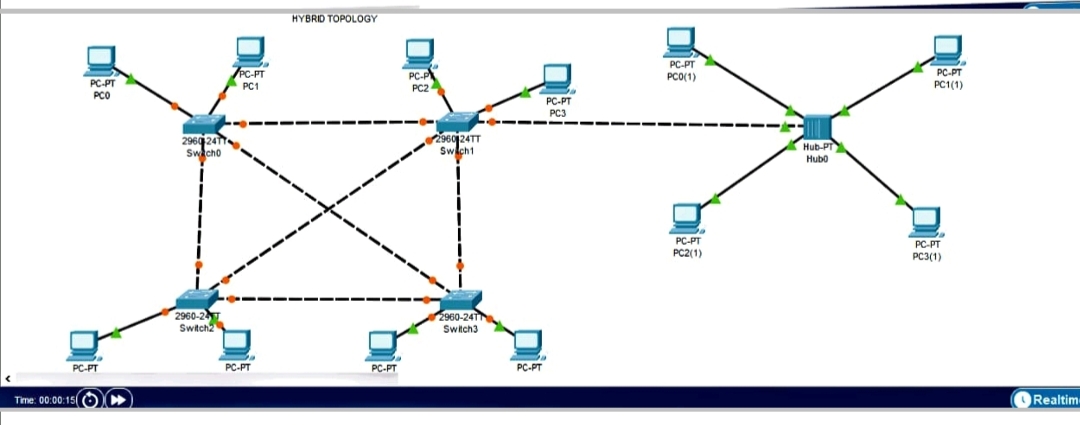 HYBRID TOPOLOGY
PC-PT
PC0
PC-PT
PC1
PC-PT
PC2
PC-PT
PC3
PC-PT
PC0(1)
PC-PT
PC1(1)
2960-24TT
Switch0
2960-24TT
Switch1
Hub-PT
Hub0
PC-PT
PC2(1)
PC-PT
PC3(1)
2960-24TT
Switch2
2960-24TT
Switch3
PC-PT
PC-PT
PC-PT
PC-PT
Time: 00:00:15
Realtim